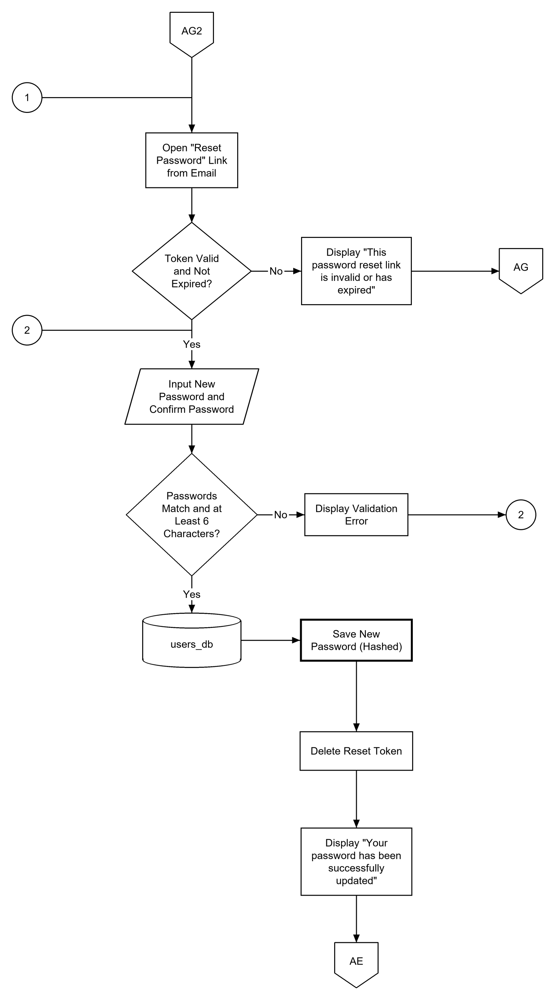 AG2
1
Open "Reset
Password" Link
from Email
Token Valid
and Not
Expired?
No
Display "This
password reset link
is invalid or has
expired"
AG
2
Yes
Input New
Password and
Confirm Password
Passwords
Match and at
Least 6
Characters?
No
Display Validation
Error
2
Yes
users_db
Save New
Password (Hashed)
Delete Reset Token
Display "Your
password has been
successfully
updated"
AE